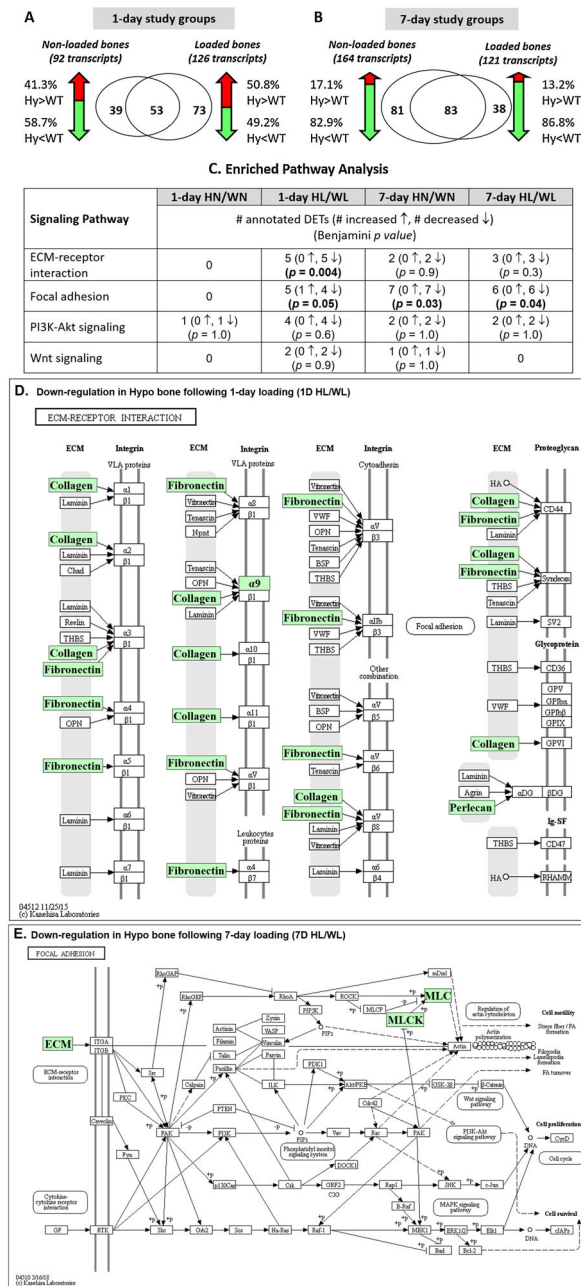 A
1-day study groups
Non-loaded bones
(92 transcripts)
Loaded bones
(126 transcripts)
41.3%
Hy>WT
58.7%
Hy<WT
39
53
73
50.8%
Hy>WT
49.2%
Hy<WT
B
7-day study groups
Non-loaded bones
(164 transcripts)
Loaded bones
(121 transcripts)
17.1%
Hy>WT
82.9%
Hy<WT
81
83
38
13.2%
Hy>WT
86.8%
Hy<WT
C. Enriched Pathway Analysis
Signaling Pathway
1-day HN/WN
1-day HL/WL
7-day HN/WN
7-day HL/WL
# annotated DETs (# increased ↑, # decreased ↓)
(Benjamini p value)
ECM-receptor
interaction
0
5 (0 ↑, 5 ↓)
(p = 0.004)
2 (0 ↑, 2 ↓)
(p = 0.9)
3 (0 ↑, 3 ↓)
(p = 0.3)
Focal adhesion
0
5 (1 ↑, 4 ↓)
(p = 0.05)
7 (0 ↑, 7 ↓)
(p = 0.03)
6 (0 ↑, 6 ↓)
(p = 0.04)
PI3K-Akt signaling
1 (0 ↑, 1 ↓)
(p = 1.0)
4 (0 ↑, 4 ↓)
(p = 0.6)
2 (0 ↑, 2 ↓)
(p = 1.0)
2 (0 ↑, 2 ↓)
(p = 1.0)
Wnt signaling
0
2 (0 ↑, 2 ↓)
(p = 0.9)
1 (0 ↑, 1 ↓)
(p = 1.0)
0
D. Down-regulation in Hypo bone following 1-day loading (1D HL/WL)
ECM-RECEPTOR INTERACTION
ECM
Integrin
VLA proteins
Collagen
Laminin
α1
β1
Collagen
Laminin
Chad
α2
β1
Laminin
Reelin
THBS
Collagen
Fibronectin
α3
β1
Fibronectin
OPN
α4
β1
Fibronectin
α5
β1
Laminin
α6
β1
Laminin
α7
β1
ECM
Integrin
VLA proteins
Fibronectin
Vitronectin
Tenascin
Npnt
α8
β1
Tenascin
OPN
Collagen
Laminin
α9
β1
Collagen
α10
β1
Collagen
α11
β1
Fibronectin
OPN
Vitronectin
αV
β1
Leukocytes
proteins
Fibronectin
α4
β7
ECM
Integrin
Cytoadhesin
Vitronectin
Fibronectin
VWF
OPN
Tenascin
BSP
THBS
αV
β3
Vitronectin
Fibronectin
VWF
THBS
αIIb
β3
Focal adhesion
Other
combination
Vitronectin
BSP
OPN
αV
β5
Fibronectin
Tenascin
αV
β6
Collagen
Fibronectin
Laminin
Vitronectin
αV
β8
Laminin
α6
β4
ECM
Proteoglycan
HA
Collagen
Fibronectin
Laminin
CD44
Collagen
Fibronectin
THBS
Tenascin
Syndecan
Laminin
SV2
Glycoprotein
THBS
CD36
VWF
GPV
GPIbα
GPIbβ
GPIX
Collagen
GPVI
Laminin
Agrin
Perlecan
αDG
βDG
Ig-SF
THBS
CD47
HA
RHAMM
04512 11/25/15
(c) Kanehisa Laboratories
E. Down-regulation in Hypo bone following 7-day loading (7D HL/WL)
FOCAL ADHESION
RhoGAP
RhoGEF
RhoA
ROCK
MLCP
MLC
MLCK
mDia1
PIP5K
PIP2
Regulation of
actin cytoskeleton
Actin
polymerization
Actin
Cell motility
Stress fiber / FA
formation
Filopodia
Lamellipodia
formation
FA turnover
ECM
ITGA
ITGB
ECM-receptor
interaction
Actinin
Filamin
Talin
Paxillin
Zyxin
VASP
Vinculin
Parvin
ILK
Calpain
Src
PKC
Caveolin
Fyn
FAK
PTEN
PI3K
PIP3
Phosphatidyl inositol
signaling system
PDK1
Akt/PKB
GSK-3β
β-Catenin
Wnt signaling
pathway
Vav
Cdc42
Rac
PAK
PI3K-Akt
signaling pathway
Cell proliferation
DNA
CycD
Cell cycle
p130Cas
Crk
DOCK1
GRF2
C3G
Rap1
B-Raf
JNK
c-Jun
MAPK signaling
pathway
Cytokine-
cytokine receptor
interaction
GF
RTK
Shc
Grb2
Sos
Ha-Ras
Raf-1
MEK1
ERK1/2
Elk1
Bad
Bcl-2
Cell survival
DNA
cIAPs
04510 3/16/18
(c) Kanehisa Laboratories